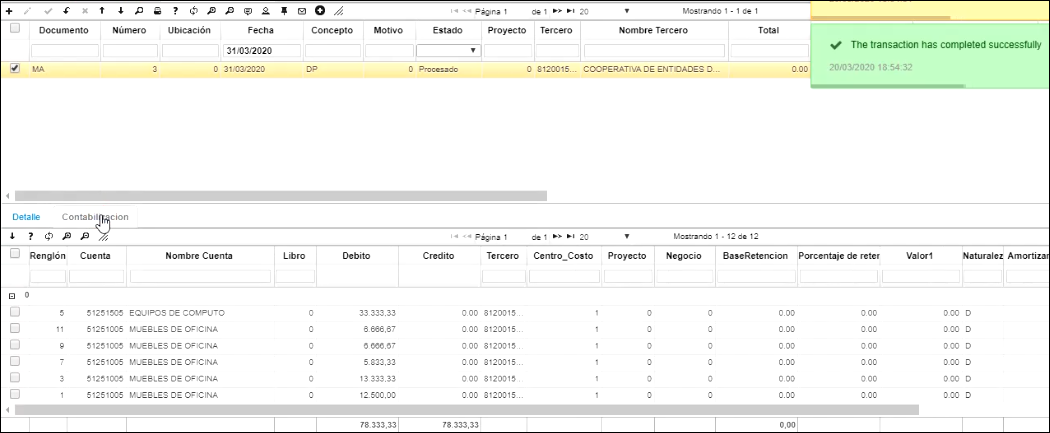 Página 1 de 1 20 Mostrando 1 - 1 de 1
The transaction has completed successfully
20/03/2020 18:54:32
Documento Número Ubicación Fecha Concepto Motivo Estado Proyecto Tercero Nombre Tercero Total
31/03/2020
MA 3 0 31/03/2020 DP 0 Procesado 0 8120015... COOPERATIVA DE ENTIDADES D... 0.00
Detalle Contabilizacion
Página 1 de 1 20 Mostrando 1 - 12 de 12
Renglón Cuenta Nombre Cuenta Libro Debito Credito Tercero Centro_Costo Proyecto Negocio BaseRetencion Porcentaje de reter Valor1 Naturalez Amortizar
0
5 51251505 EQUIPOS DE COMPUTO 0 33.333,33 0.00 8120015... 1 0 0 0.00 0.00 0.00 D
11 51251005 MUEBLES DE OFICINA 0 6.666,67 0.00 8120015... 1 0 0 0.00 0.00 0.00 D
9 51251005 MUEBLES DE OFICINA 0 6.666,67 0.00 8120015... 1 0 0 0.00 0.00 0.00 D
7 51251005 MUEBLES DE OFICINA 0 5.833,33 0.00 8120015... 1 0 0 0.00 0.00 0.00 D
3 51251005 MUEBLES DE OFICINA 0 13.333,33 0.00 8120015... 1 0 0 0.00 0.00 0.00 D
1 51251005 MUEBLES DE OFICINA 0 12.500,00 0.00 8120015... 1 0 0 0.00 0.00 0.00 D
78.333,33 78.333,33 0,00